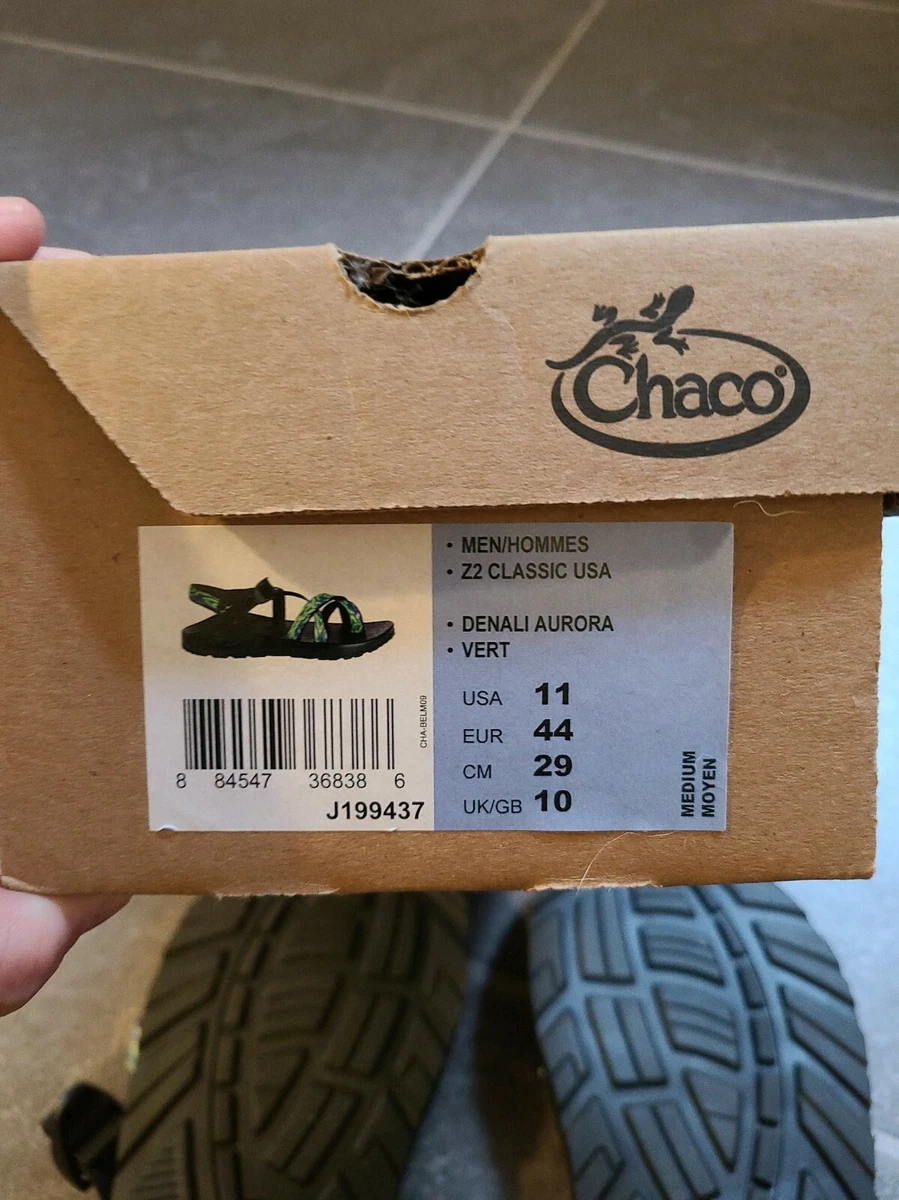 Chaco®
• MEN/HOMMES
• Z2 CLASSIC USA
• DENALI AURORA
• VERT
USA 11
EUR 44
CM 29
UK/GB 10
MEDIUM
MOYEN
CHA-BELM09
8 84547 36838 6
J199437